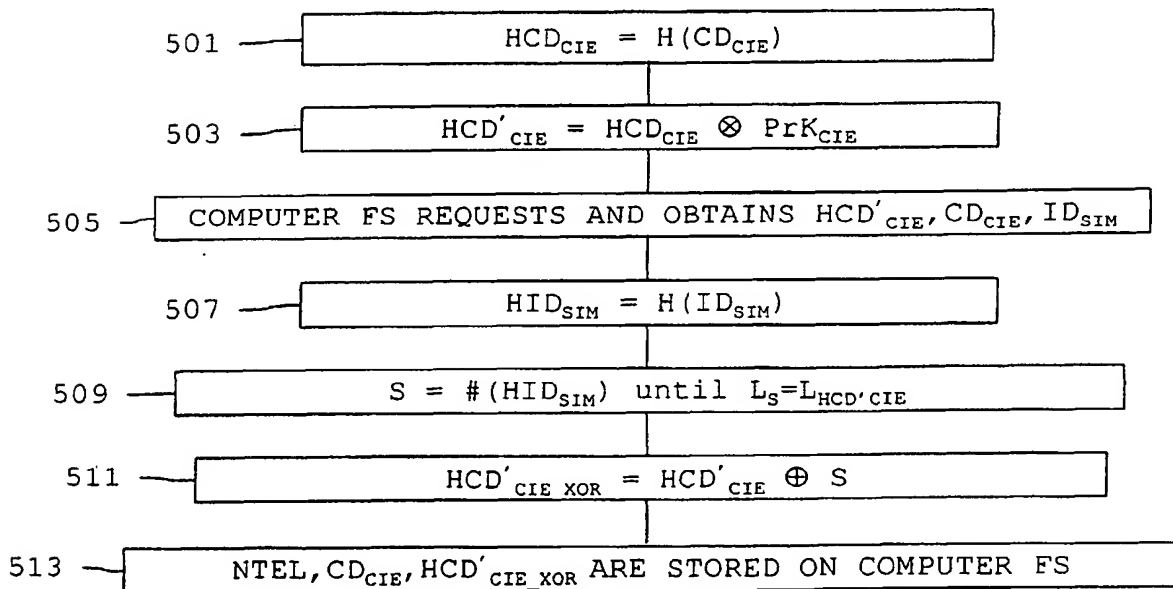 501 HCD_CIE = H(CD_CIE)
503 HCD'_CIE = HCD_CIE ⊗ PrK_CIE
505 COMPUTER FS REQUESTS AND OBTAINS HCD'_CIE, CD_CIE, ID_SIM
507 HID_SIM = H(ID_SIM)
509 S = #(HID_SIM) until L_S=L_HCD'CIE
511 HCD'_CIE XOR = HCD'_CIE ⊕ S
513 NTEL, CD_CIE, HCD'_CIE XOR ARE STORED ON COMPUTER FS